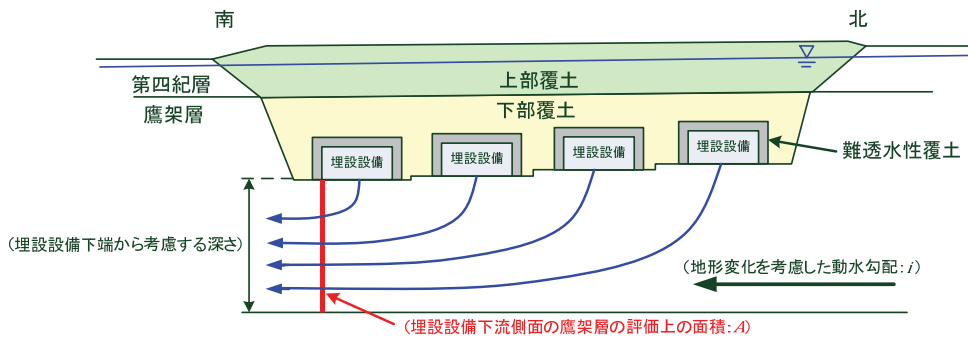 南
北
第四紀層
上部覆土
鷹架層
下部覆土
埋設設備
埋設設備
埋設設備
埋設設備
難透水性覆土
(埋設設備下端から考慮する深さ)
(地形変化を考慮した動水勾配:i)
(埋設設備下流側面の鷹架層の評価上の面積:A)